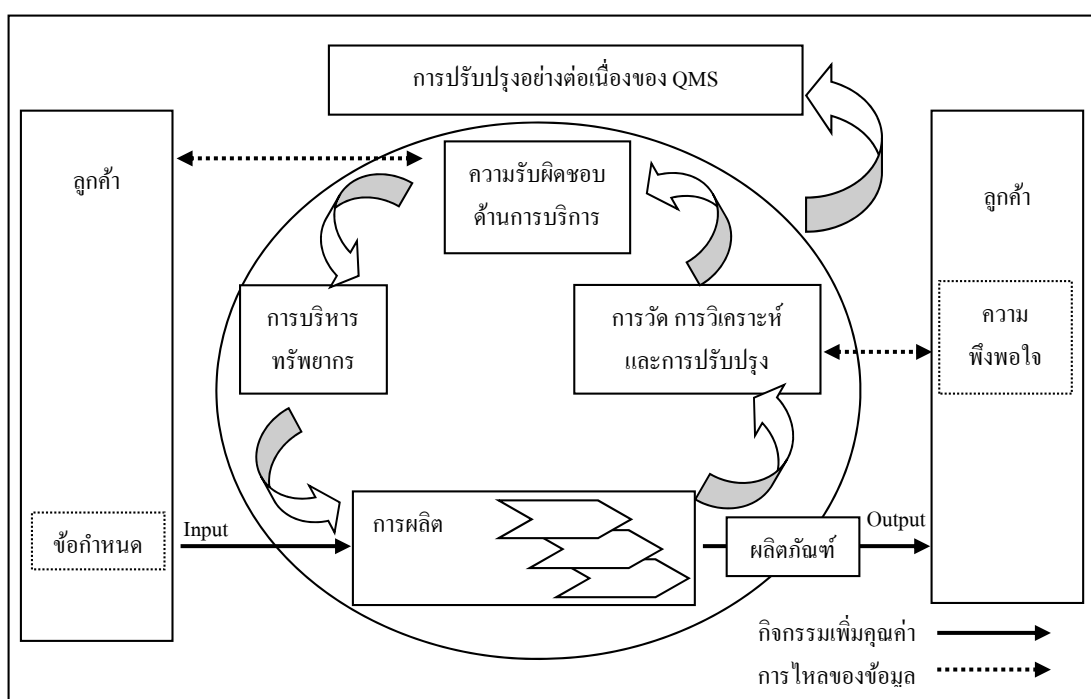 การปรับปรุงอย่างต่อเนื่องของ QMS
ลูกค้า
ความรับผิดชอบ
ด้านการบริการ
ลูกค้า
การบริหาร
ทรัพยากร
การวัด การวิเคราะห์
และการปรับปรุง
ความ
พึงพอใจ
ข้อกำหนด
Input
การผลิต
ผลิตภัณฑ์
Output
กิจกรรมเพิ่มคุณค่า
การไหลของข้อมูล